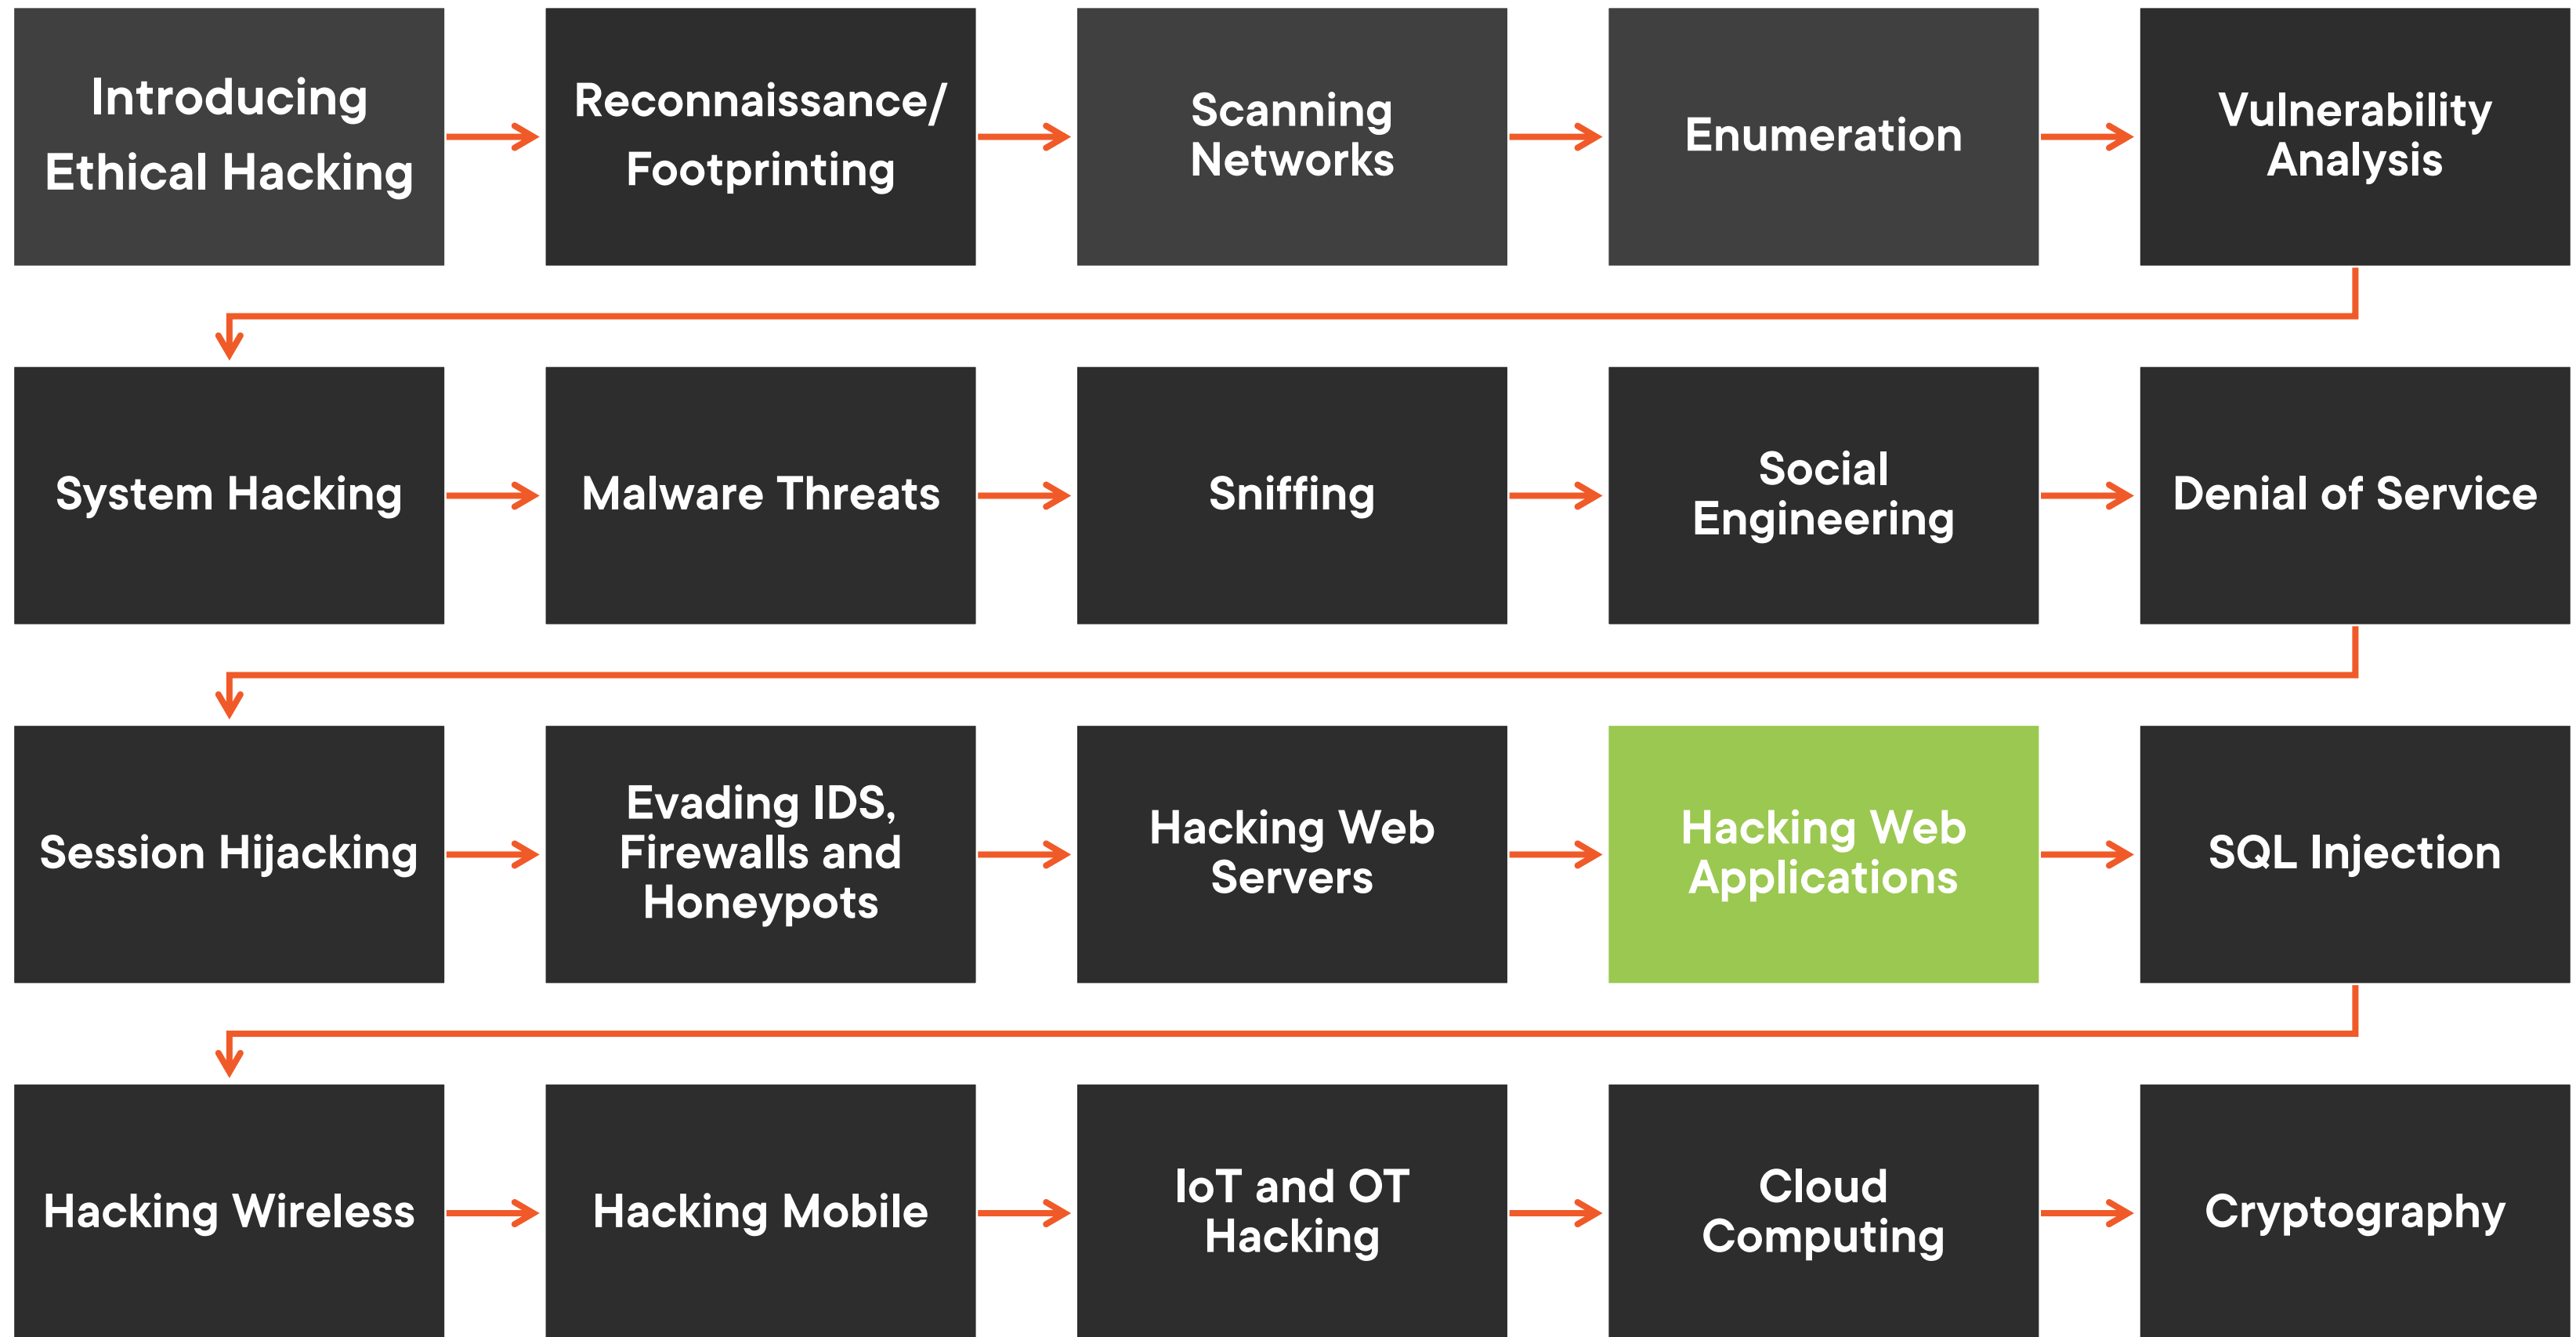 Introducing
Ethical Hacking
Reconnaissance/
Footprinting
Scanning
Networks
Enumeration
Vulnerability
Analysis
System Hacking
Malware Threats
Sniffing
Social
Engineering
Denial of Service
Session Hijacking
Evading IDS,
Firewalls and
Honeypots
Hacking Web
Servers
Hacking Web
Applications
SQL Injection
Hacking Wireless
Hacking Mobile
IoT and OT
Hacking
Cloud
Computing
Cryptography